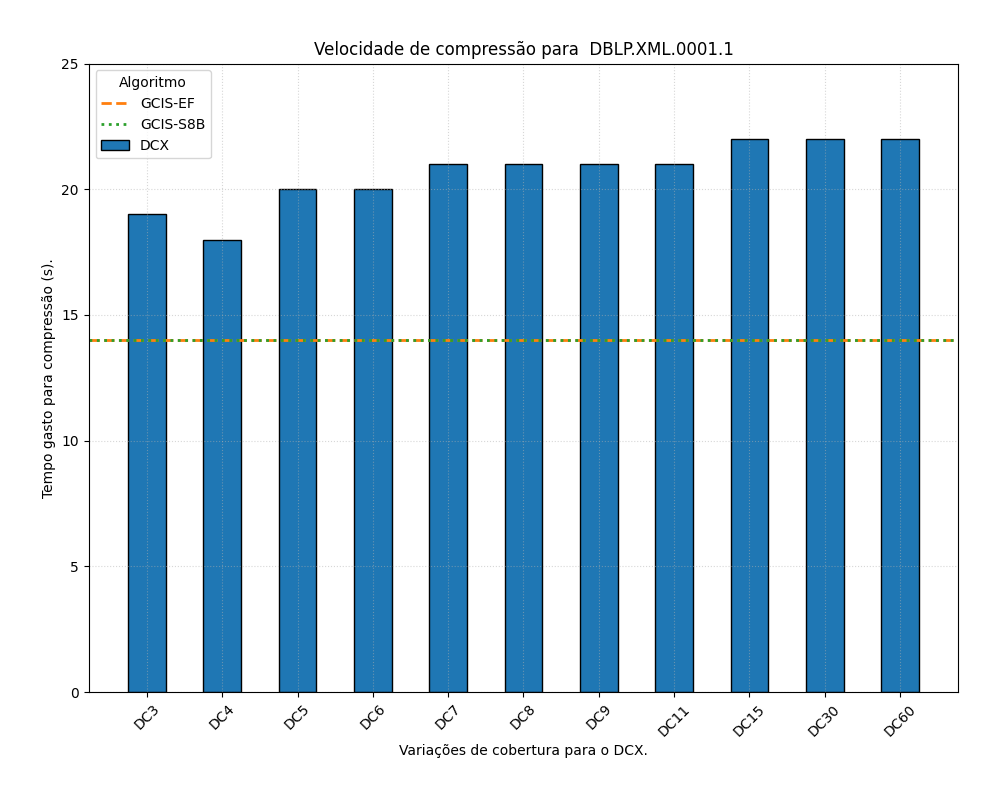 Velocidade de compressão para  DBLP.XML.0001.1
Algoritmo
GCIS-EF
GCIS-S8B
DCX
Tempo gasto para compressão (s).
25
20
15
10
5
0
DC3
DC4
DC5
DC6
DC7
DC8
DC9
DC11
DC15
DC30
DC60
Variações de cobertura para o DCX.